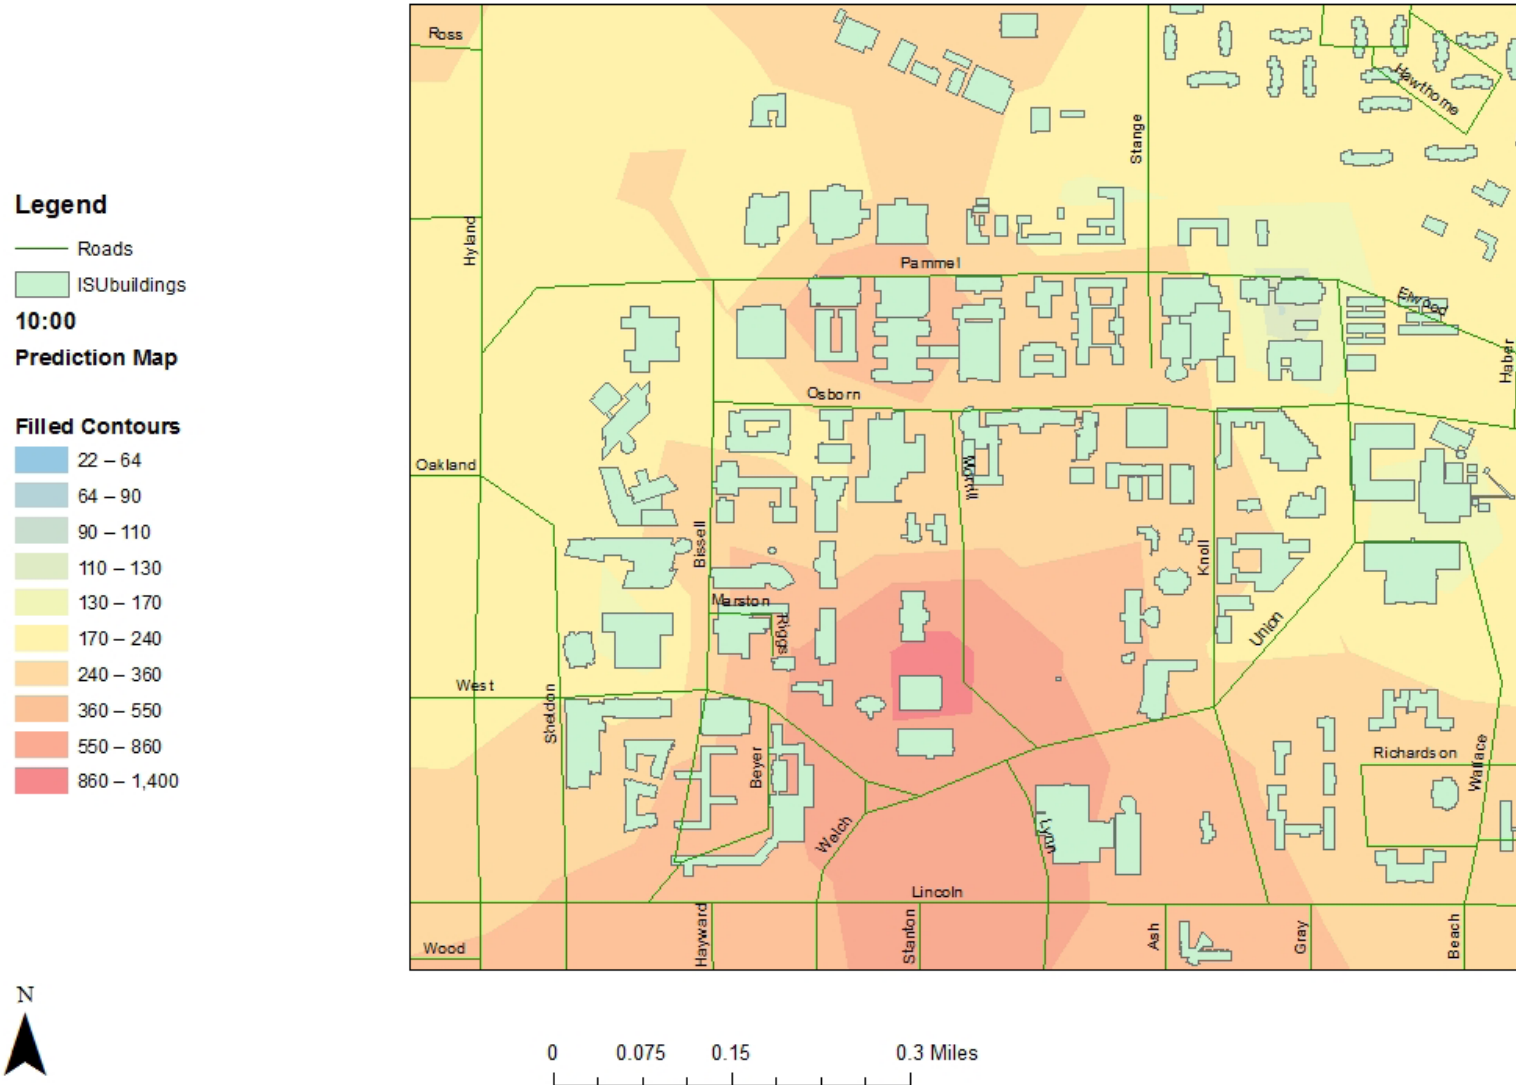 Legend
Roads
ISUbuildings
10:00
Prediction Map
Filled Contours
22 – 64
64 – 90
90 – 110
110 – 130
130 – 170
170 – 240
240 – 360
360 – 550
550 – 860
860 – 1,400
N
Ross
Hawthorne
Stange
Hyland
Pammel
Elwood
Haber
Osborn
Oakland
Morrill
Bissell
Knoll
Marston
Riggs
Union
West
Sheldon
Beyer
Richardson
Wallace
Welch
Lynn
Lincoln
Wood
Hayward
Stanton
Ash
Gray
Beach
0 0.075 0.15 0.3 Miles